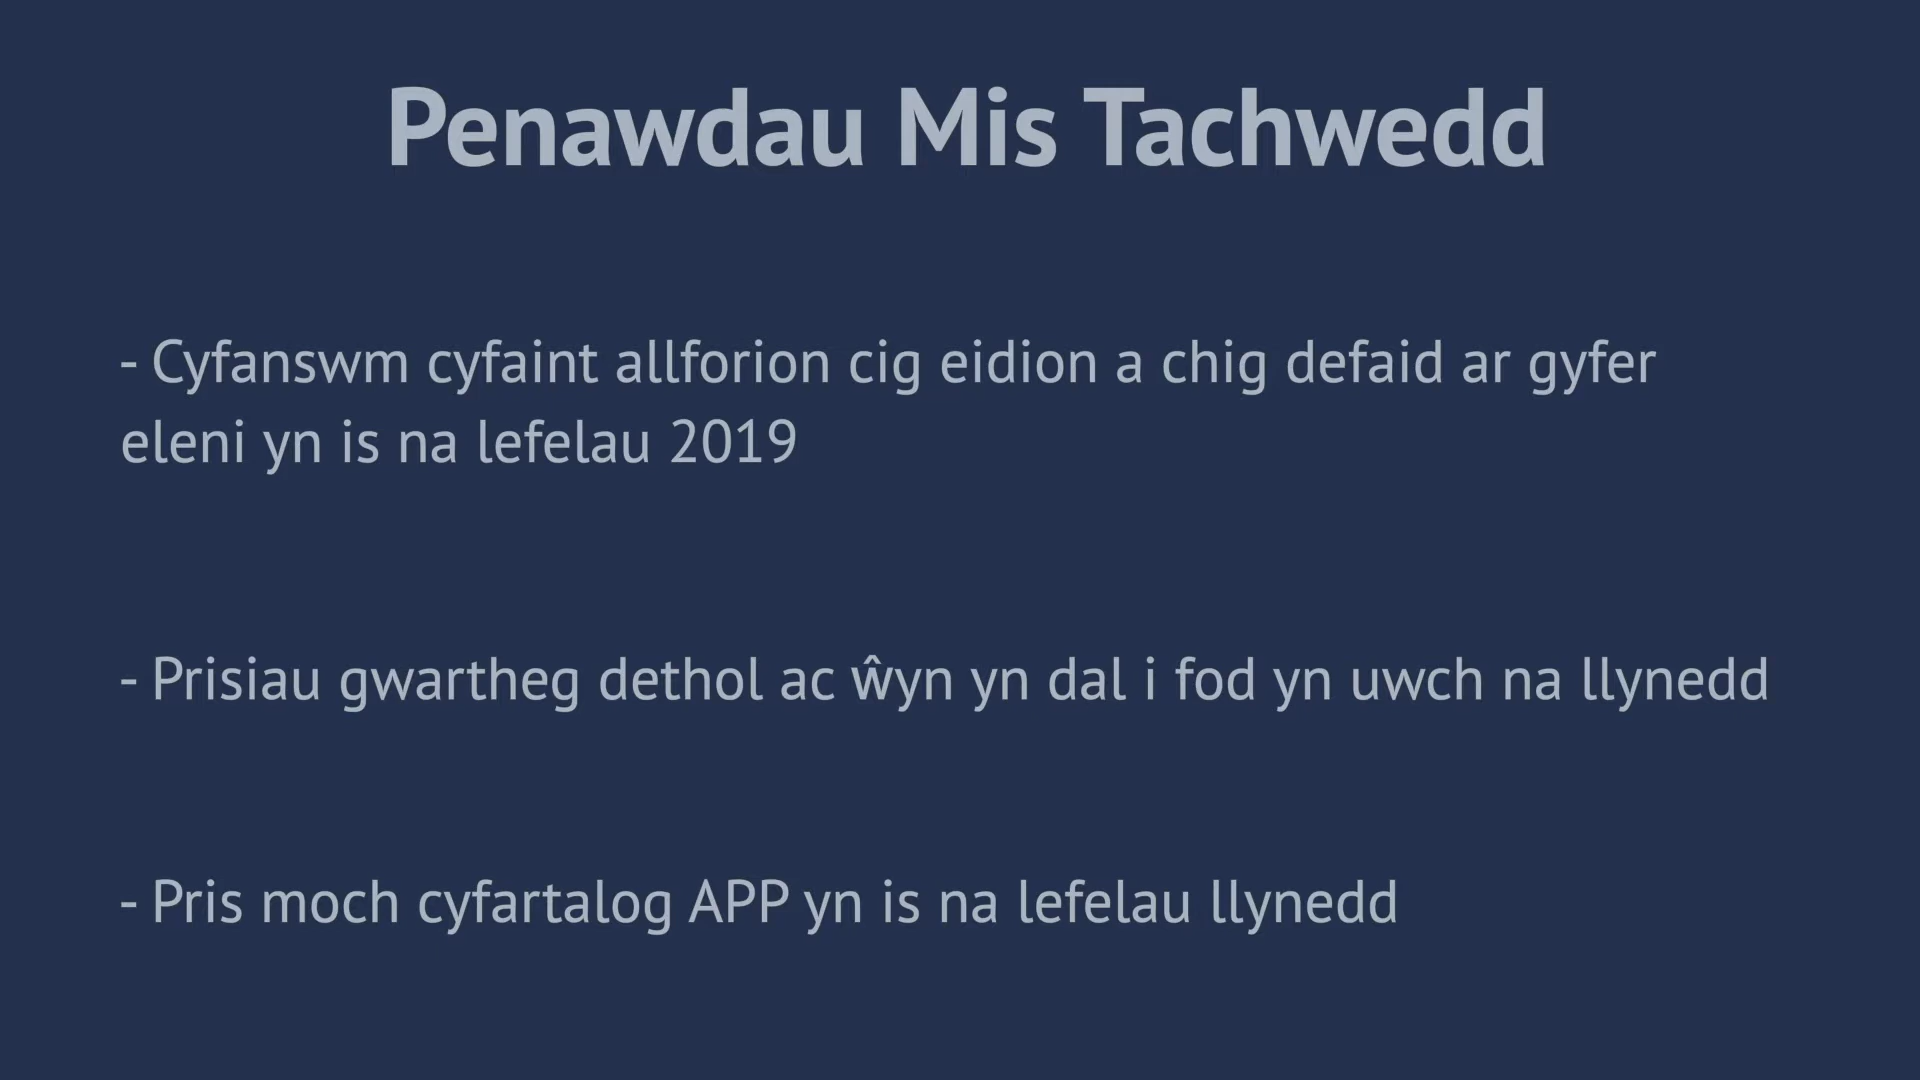 Penawdau Mis Tachwedd
- Cyfanswm cyfaint allforion cig eidion a chig defaid ar gyfer
eleni yn is na lefelau 2019
- Prisiau gwartheg dethol ac ŵyn yn dal i fod yn uwch na llynedd
- Pris moch cyfartalog APP yn is na lefelau llynedd